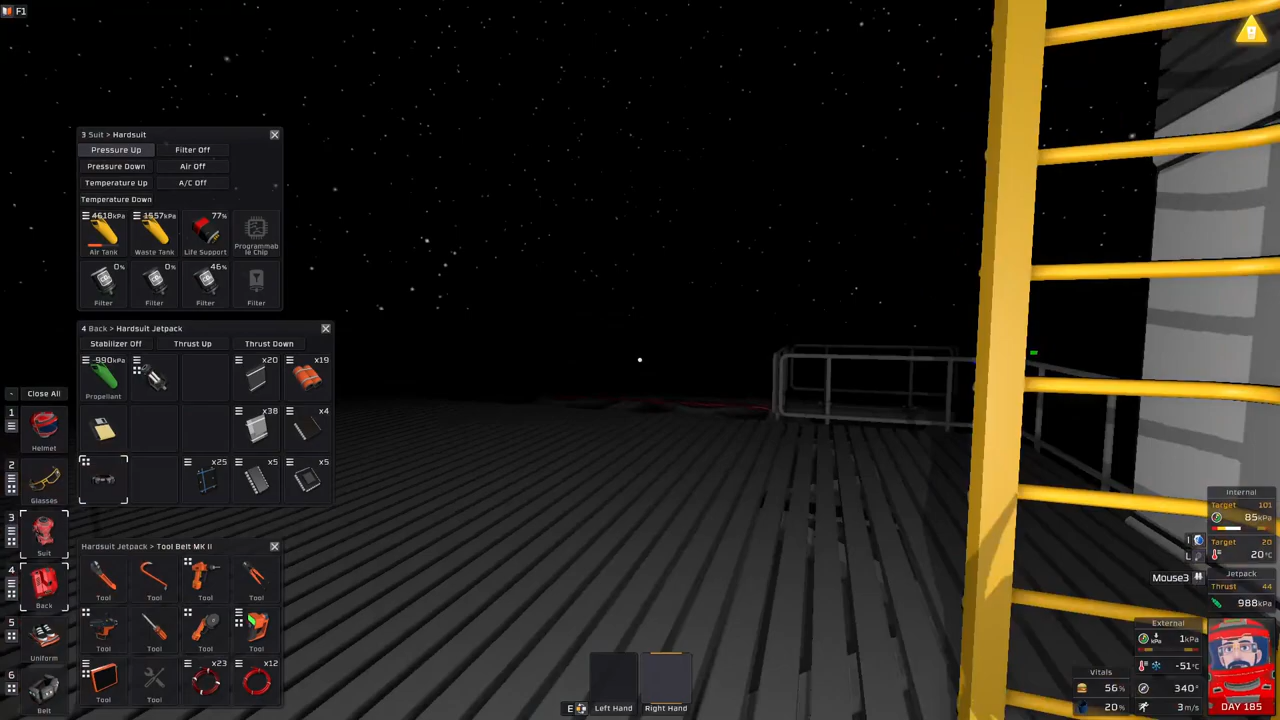 F1
3 Suit > Hardsuit
Pressure Up
Filter Off
Pressure Down
Air Off
Temperature Up
A/C Off
Temperature Down
4618kPa
1557kPa
77%
Air Tank
Waste Tank
Life Support
Programmab
le Chip
0%
0%
46%
Filter
Filter
Filter
Filter
4 Back > Hardsuit Jetpack
Stabilizer Off
Thrust Up
Thrust Down
990kPa
x20
x19
Propellant
x38
x4
x25
x5
x5
- Close All
1
Helmet
2
Glasses
3
Suit
4
Back
5
Uniform
6
Belt
Hardsuit Jetpack > Tool Belt MK II
Tool
Tool
Tool
Tool
Tool
Tool
Tool
Tool
x23
x12
Tool
Tool
Tool
Tool
E
Left Hand
Right Hand
Internal
Target 101
85kPa
Target 20
20°C
I
L
Mouse3
Jetpack
Thrust 44
988kPa
External
kPa
1kPa
-51°C
Vitals
56%
340°
20%
3m/s
DAY 185